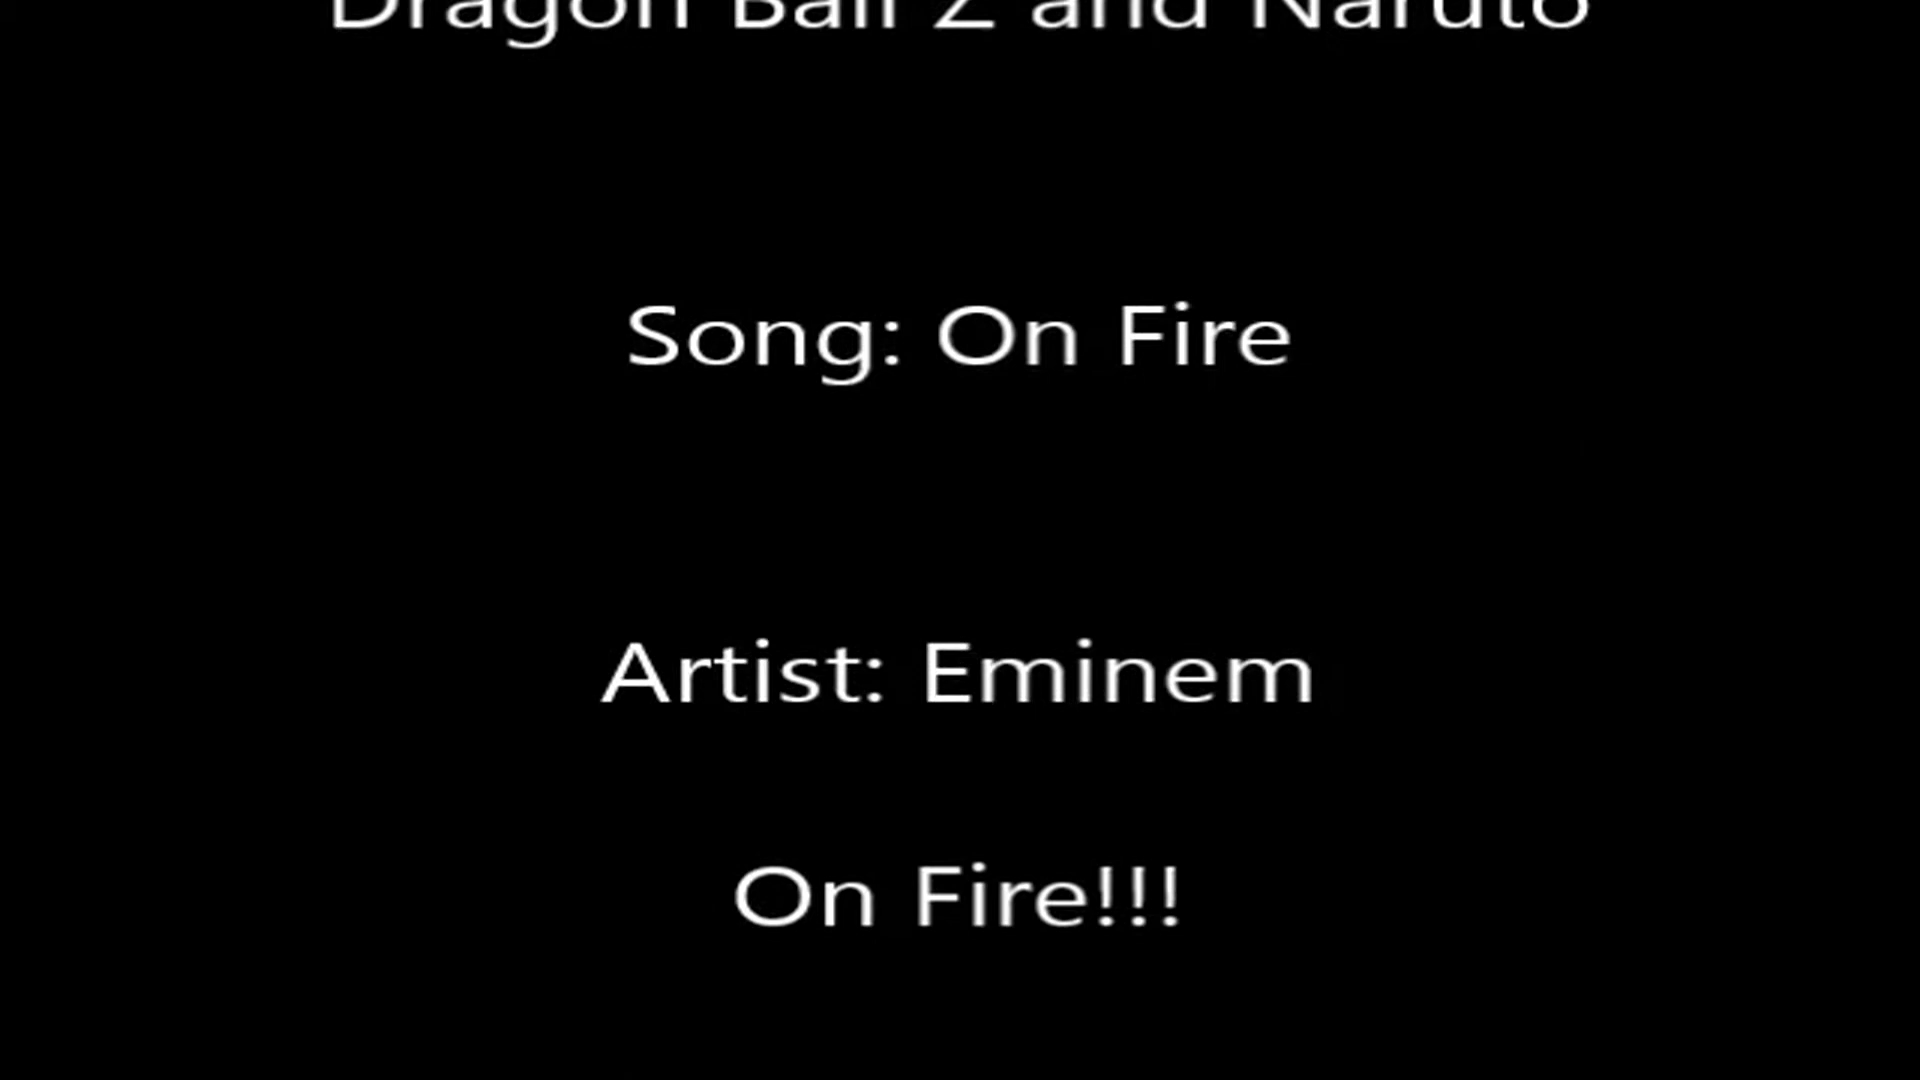 Dragon Ball Z and Naruto
Song: On Fire
Artist: Eminem
On Fire!!!